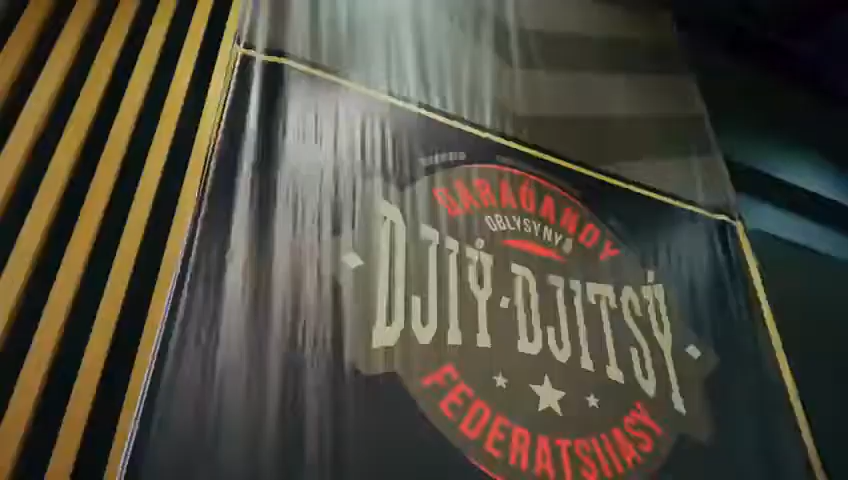 QARAǴANDY
OBLYSYNYŃ
DJIÝ-DJITSÝ
FEDERATSIIASY